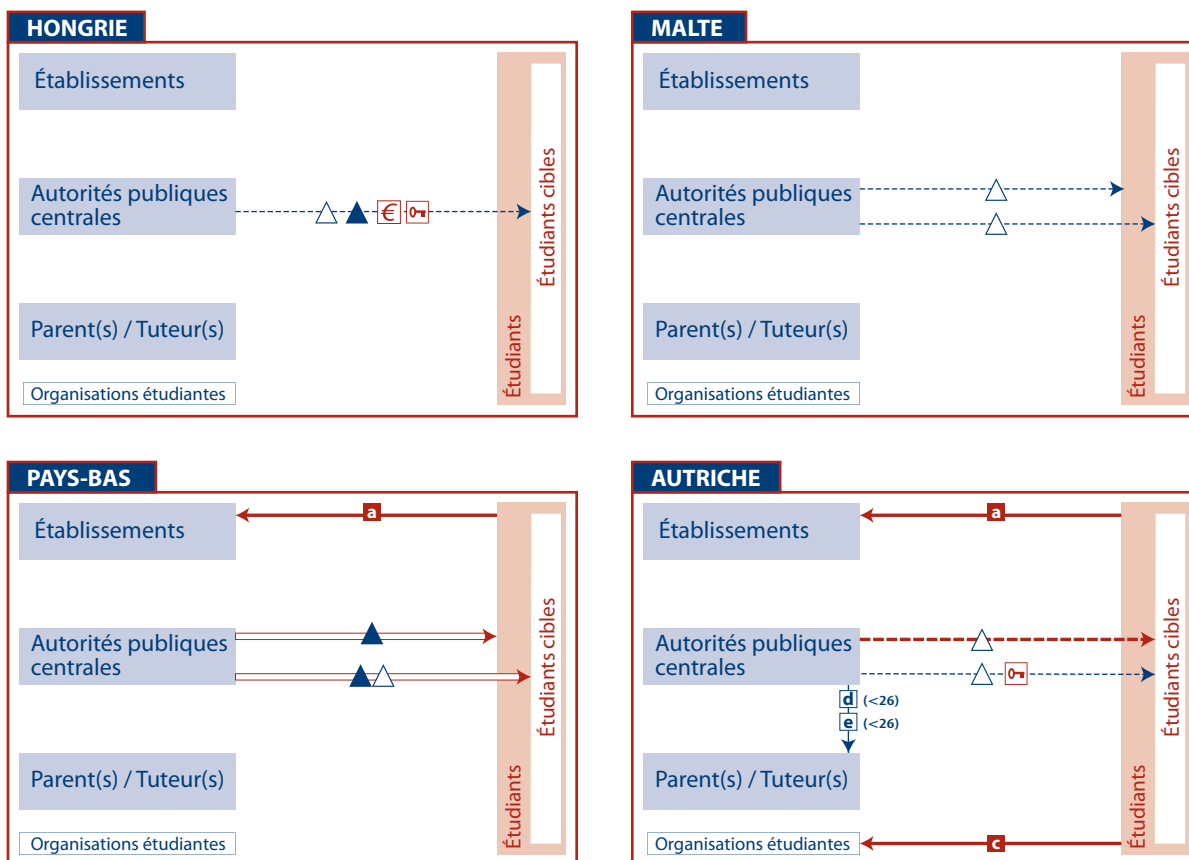 HONGRIE
Établissements
Autorités publiques
centrales
€
Parent(s) / Tuteur(s)
Organisations étudiantes
Étudiants
Étudiants cibles
MALTE
Établissements
Autorités publiques
centrales
Parent(s) / Tuteur(s)
Organisations étudiantes
Étudiants
Étudiants cibles
PAYS-BAS
a
Établissements
Autorités publiques
centrales
Parent(s) / Tuteur(s)
Organisations étudiantes
Étudiants
Étudiants cibles
AUTRICHE
a
Établissements
Autorités publiques
centrales
d (<26)
e (<26)
Parent(s) / Tuteur(s)
Organisations étudiantes
c
Étudiants
Étudiants cibles